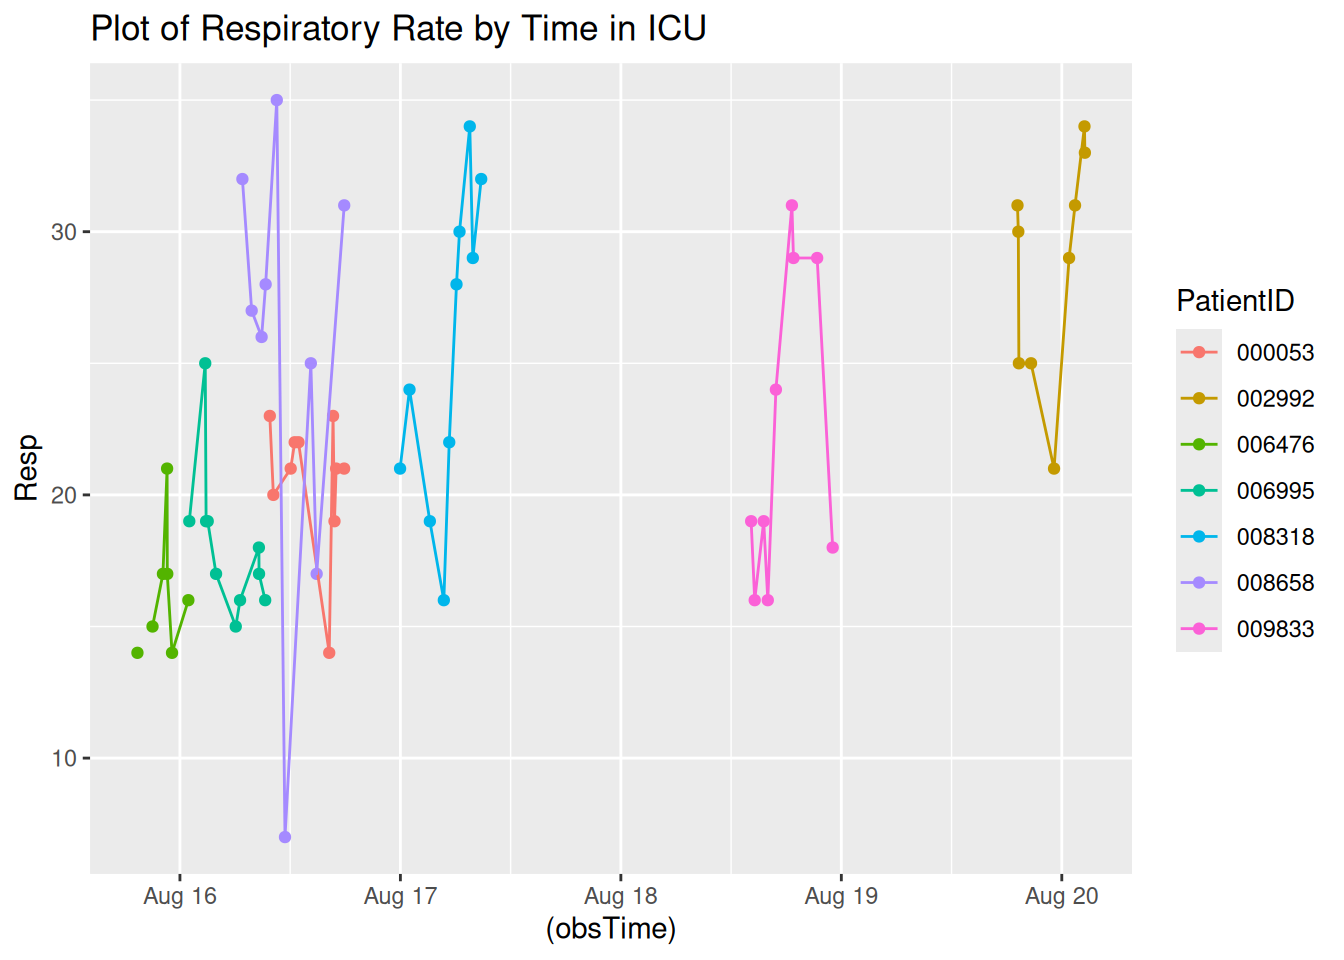 Plot of Respiratory Rate by Time in ICU
Resp
30
20
10
Aug 16
Aug 17
Aug 18
Aug 19
Aug 20
(obsTime)
PatientID
000053
002992
006476
006995
008318
008658
009833